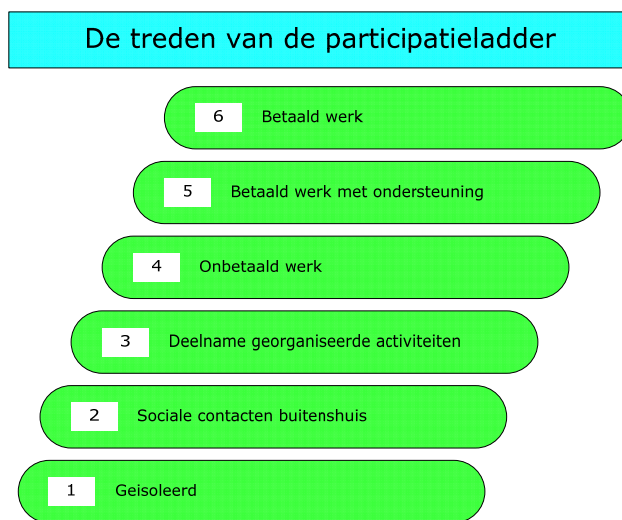 De treden van de participatieladder
6 Betaald werk
5 Betaald werk met ondersteuning
4 Onbetaald werk
3 Deelname georganiseerde activiteiten
2 Sociale contacten buitenshuis
1 Geisoleerd